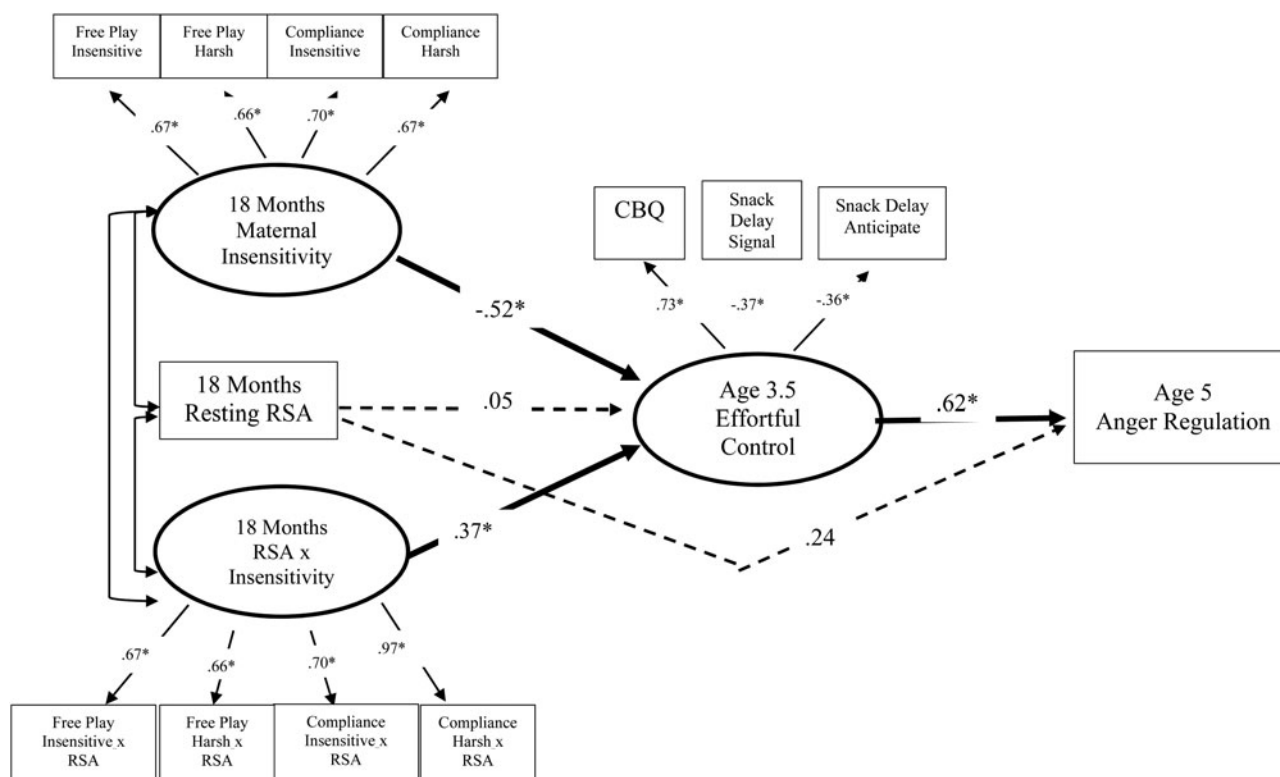 Free Play
Insensitive
Free Play
Harsh
Compliance
Insensitive
Compliance
Harsh
.67*
.66*
.70*
.67*
18 Months
Maternal
Insensitivity
CBQ
Snack
Delay
Signal
Snack Delay
Anticipate
.73*
-.37*
-.36*
-.52*
18 Months
Resting RSA
.05
Age 3.5
Effortful
Control
.62*
Age 5
Anger Regulation
18 Months
RSA x
Insensitivity
.37*
.24
.67*
.66*
.70*
.97*
Free Play
Insensitive x
RSA
Free Play
Harsh x
RSA
Compliance
Insensitive x
RSA
Compliance
Harsh x
RSA